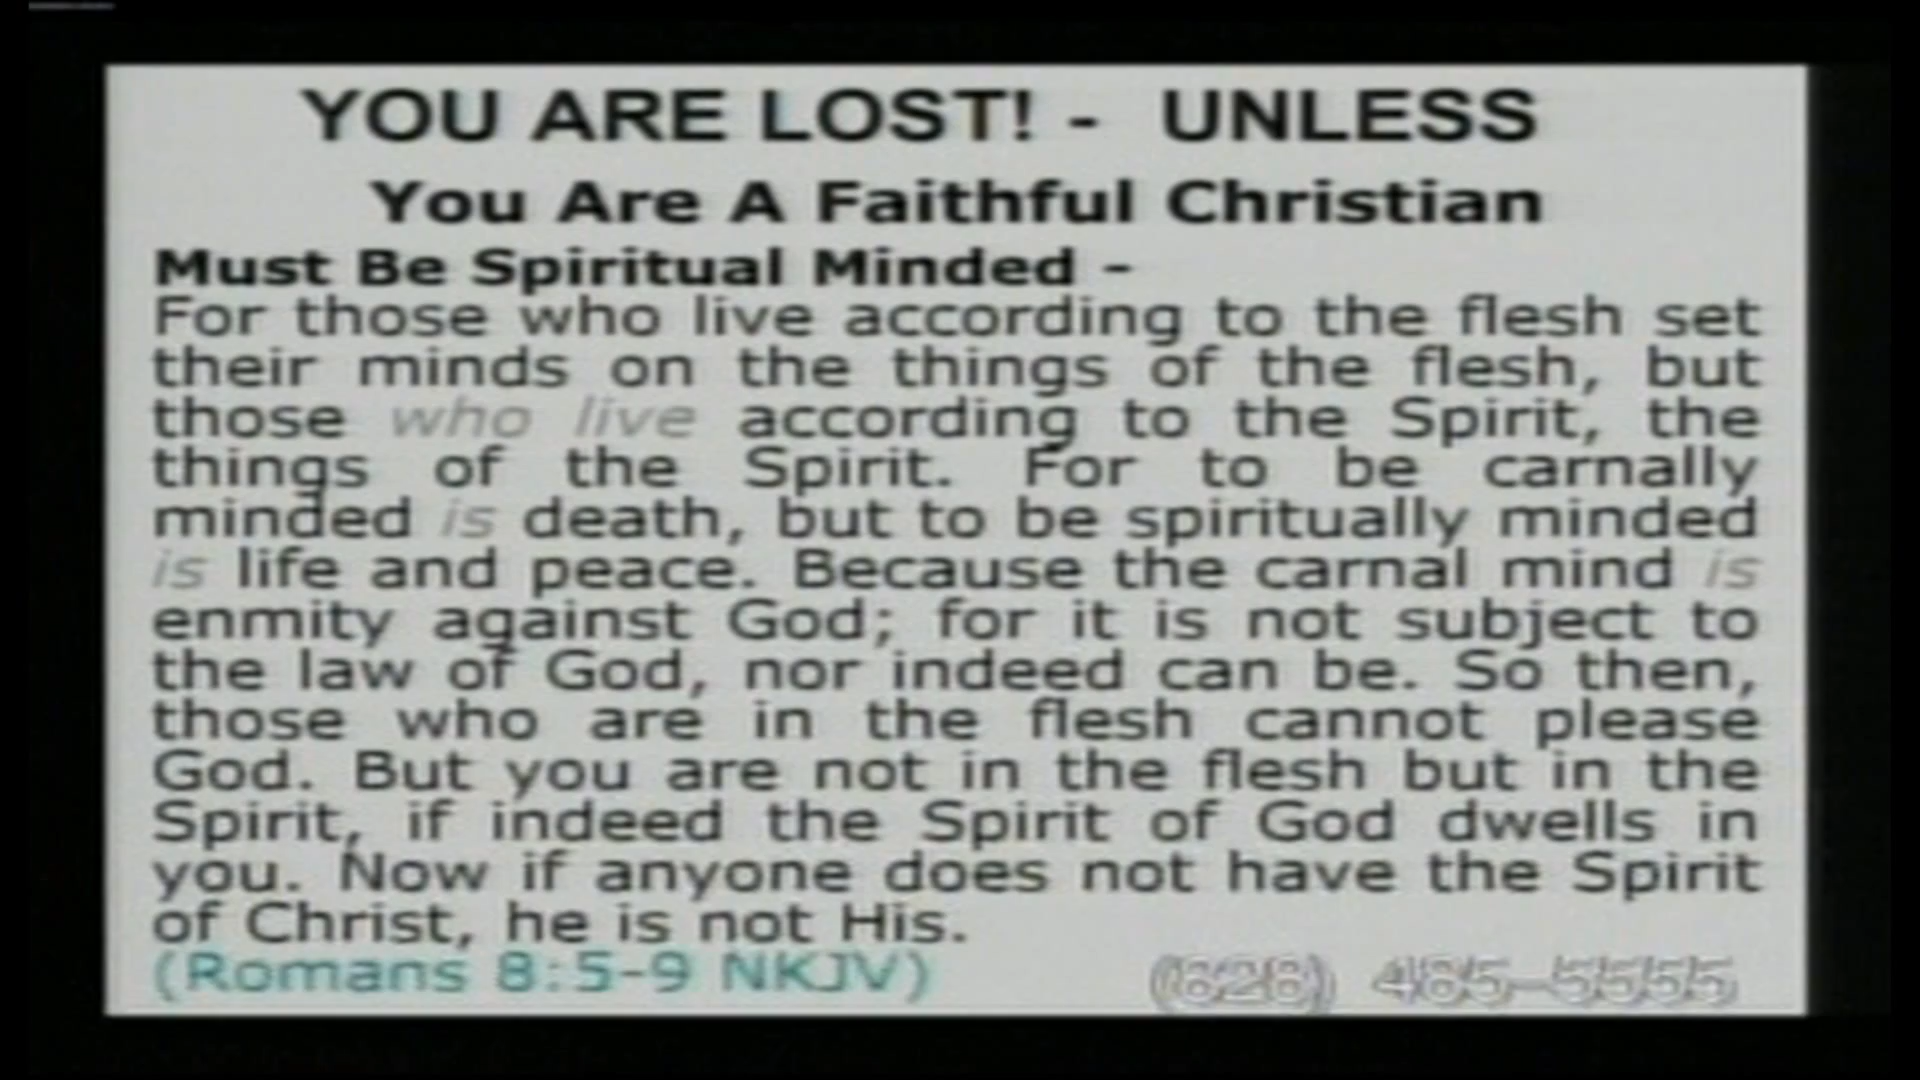 YOU ARE LOST! - UNLESS
You Are A Faithful Christian
Must Be Spiritual Minded -
For those who live according to the flesh set
their minds on the things of the flesh, but
those who live according to the Spirit, the
things of the Spirit. For to be carnally
minded is death, but to be spiritually minded
is life and peace. Because the carnal mind is
enmity against God; for it is not subject to
the law of God, nor indeed can be. So then,
those who are in the flesh cannot please
God. But you are not in the flesh but in the
Spirit, if indeed the Spirit of God dwells in
you. Now if anyone does not have the Spirit
of Christ, he is not His.
(Romans 8:5-9 NKJV)
(828) 485-5555